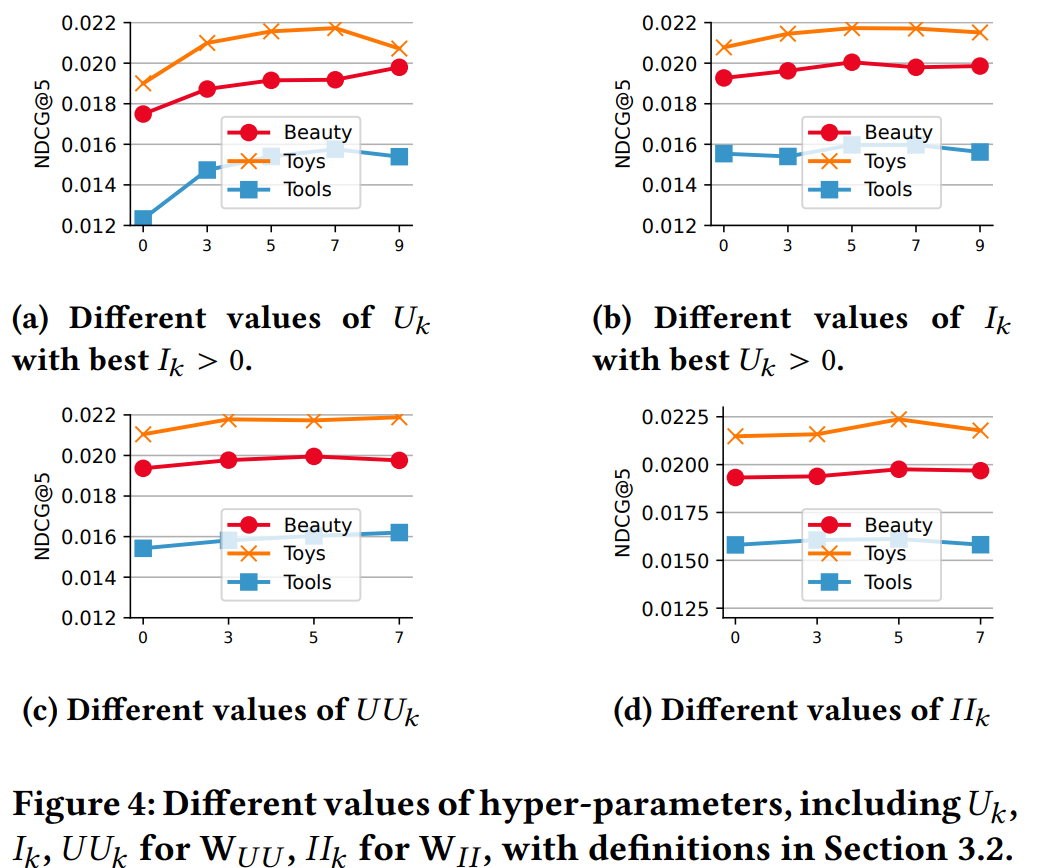 NDCG@5
0.022
0.020
0.018
0.016
0.014
0.012
Beauty
Toys
Tools
0 3 5 7 9
(a) Different values of U_k
with best I_k > 0.
NDCG@5
0.022
0.020
0.018
0.016
0.014
0.012
Beauty
Toys
Tools
0 3 5 7 9
(b) Different values of I_k
with best U_k > 0.
NDCG@5
0.022
0.020
0.018
0.016
0.014
0.012
Beauty
Toys
Tools
0 3 5 7
(c) Different values of UU_k
NDCG@5
0.0225
0.0200
0.0175
0.0150
0.0125
Beauty
Toys
Tools
0 3 5 7
(d) Different values of II_k
Figure 4: Different values of hyper-parameters, including U_k,
I_k, UU_k for W_UU, II_k for W_II, with definitions in Section 3.2.